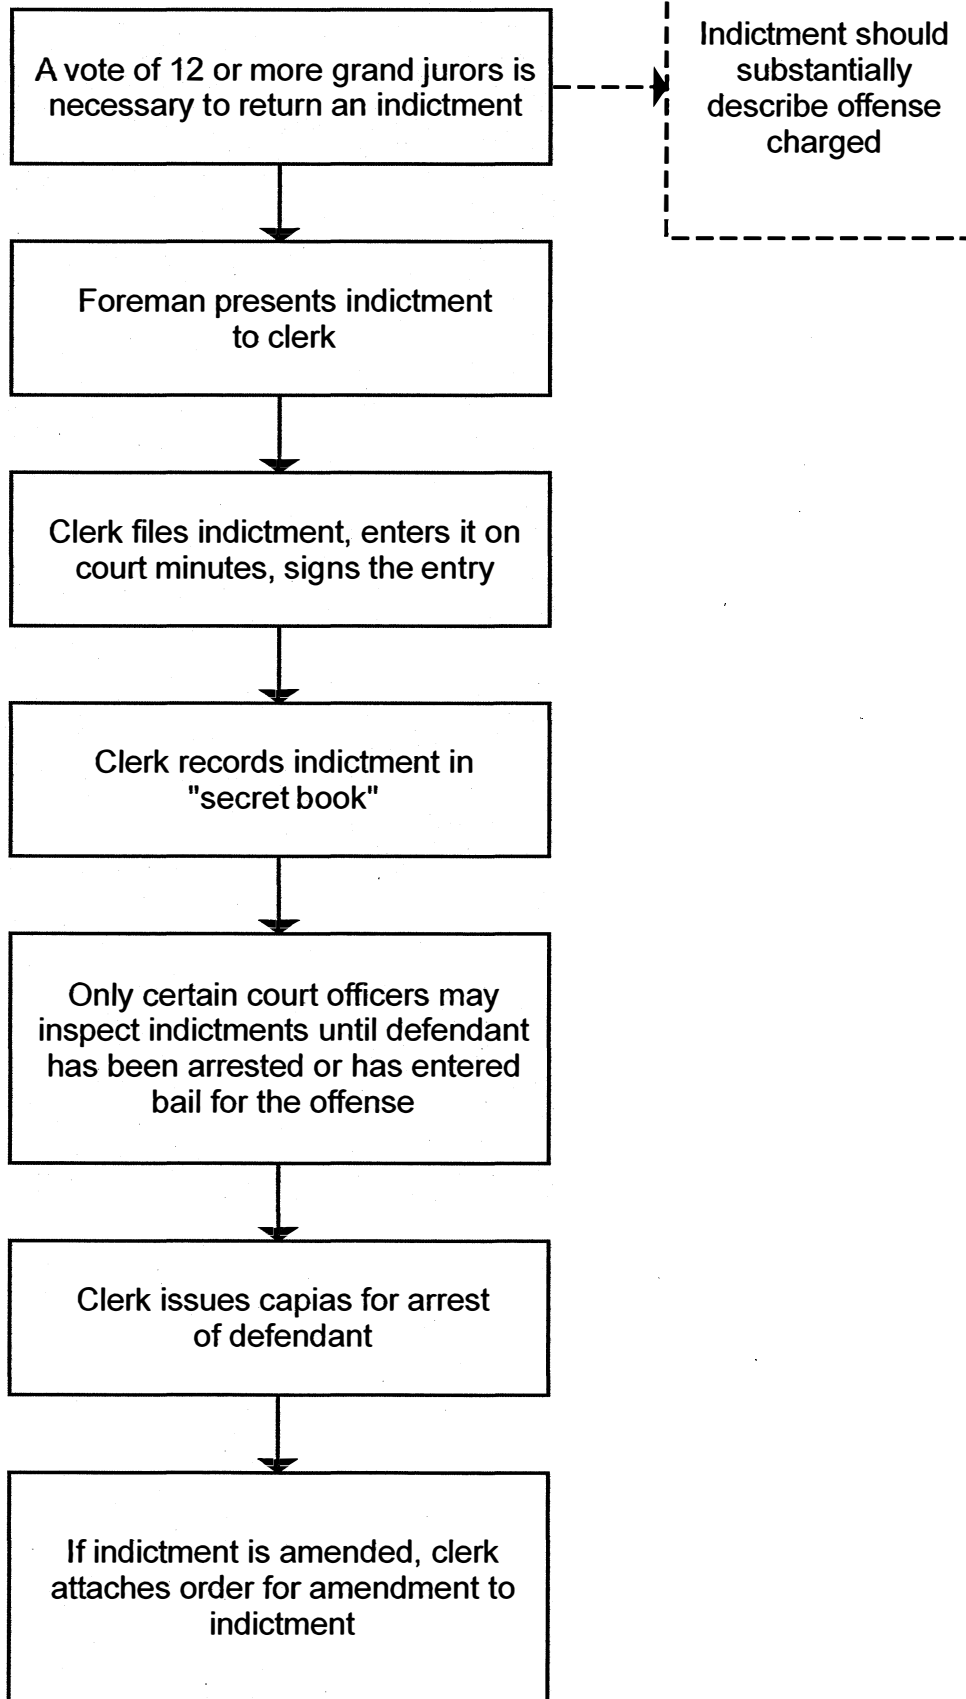 A vote of 12 or more grand jurors is
necessary to return an indictment
Indictment should
substantially
describe offense
charged
Foreman presents indictment
to clerk
Clerk files indictment, enters it on
court minutes, signs the entry
Clerk records indictment in
"secret book"
Only certain court officers may
inspect indictments until defendant
has been arrested or has entered
bail for the offense
Clerk issues capias for arrest
of defendant
If indictment is amended, clerk
attaches order for amendment to
indictment